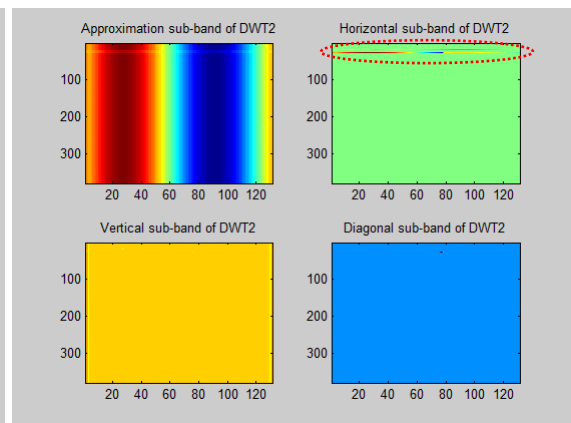 Approximation sub-band of DWT2
Horizontal sub-band of DWT2
100
200
300
20 40 60 80 100 120
100
200
300
20 40 60 80 100 120
Vertical sub-band of DWT2
Diagonal sub-band of DWT2
100
200
300
20 40 60 80 100 120
100
200
300
20 40 60 80 100 120